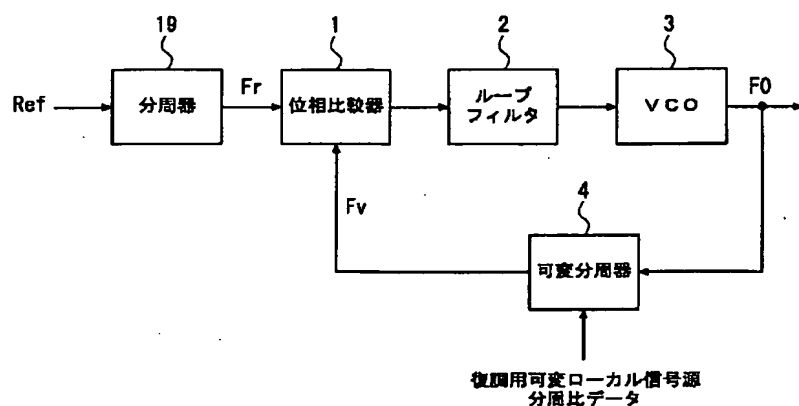 19
1
2
3
Ref
分周器
Fr
位相比較器
ループ
フィルタ
VCO
F0
Fv
4
可変分周器
復調用可変ローカル信号源
分周比データ